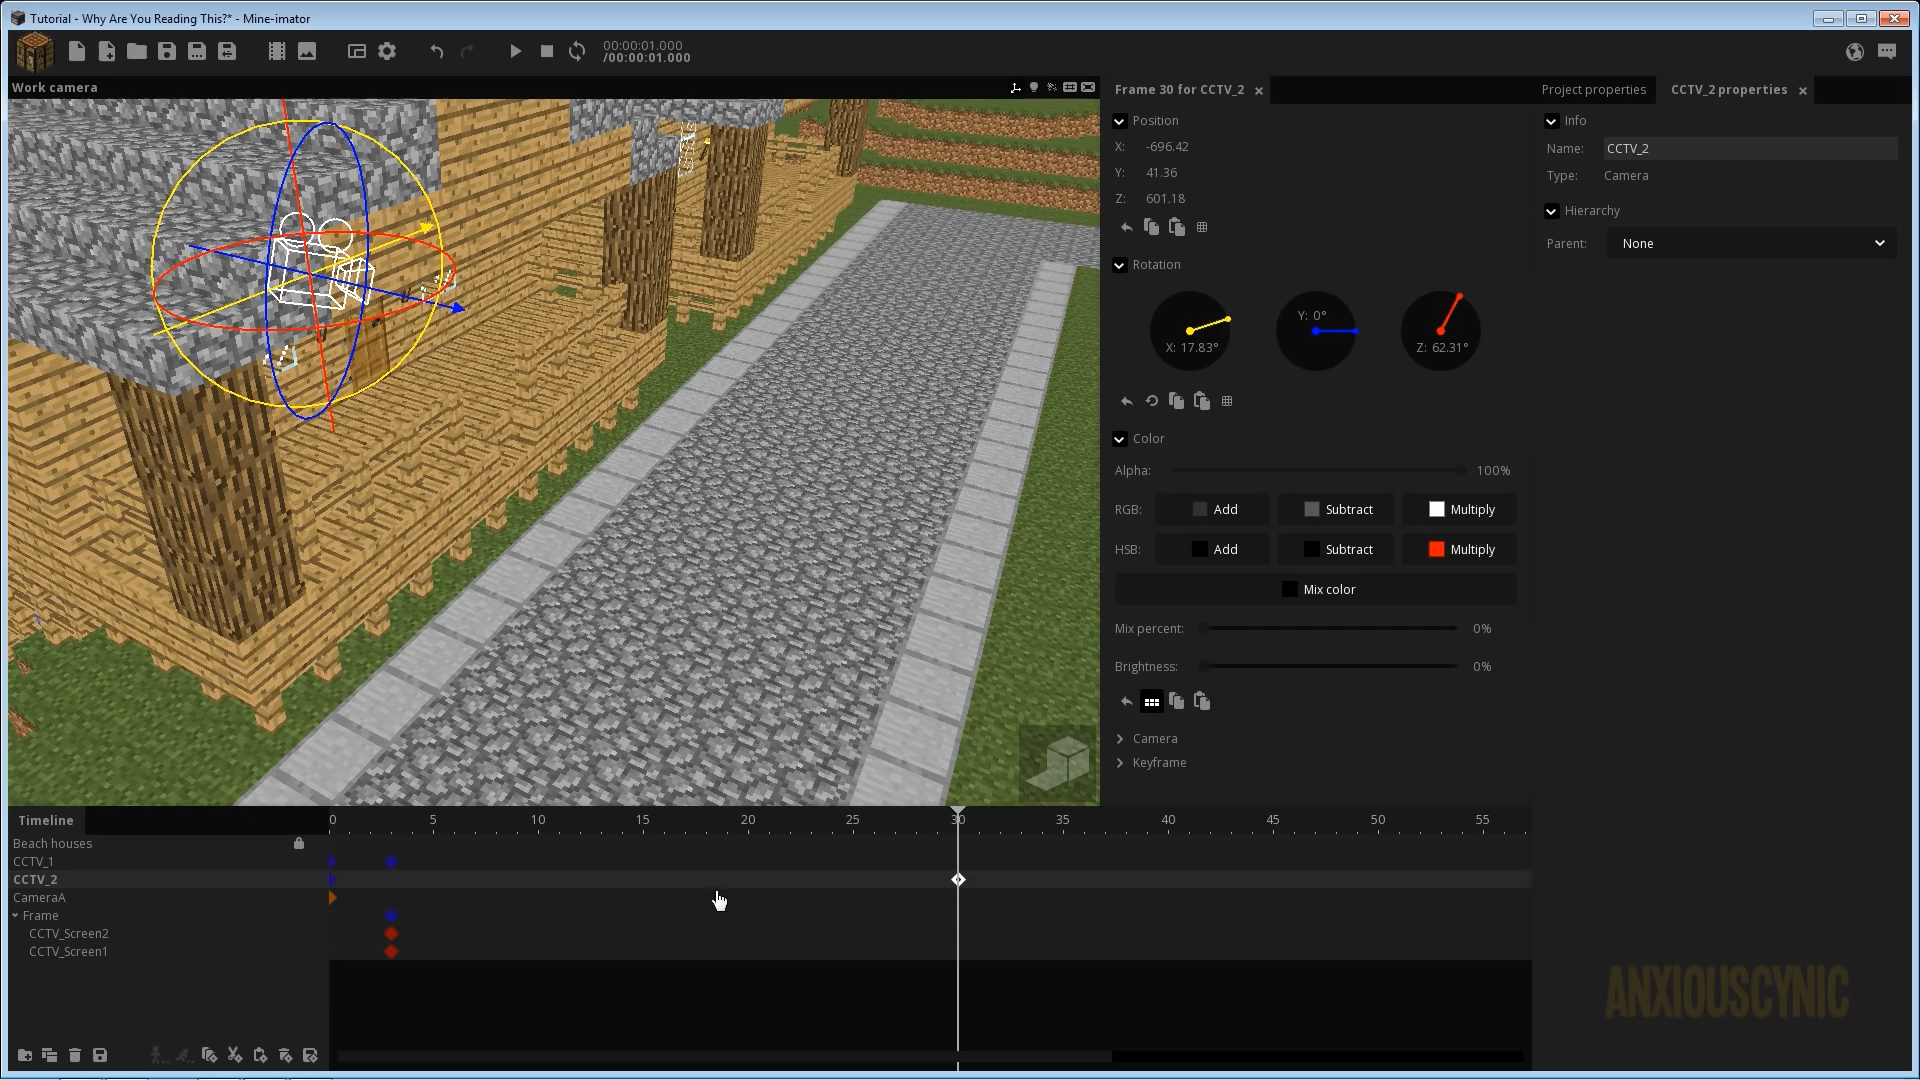 Tutorial - Why Are You Reading This?* - Mine-imator
00:00:01.000
/00:00:01.000
Work camera
Frame 30 for CCTV_2
Position
X: -696.42
Y: 41.36
Z: 601.18
Rotation
X: 17.83° Y: 0° Z: 62.31°
Color
Alpha: 100%
RGB: Add Subtract Multiply
HSB: Add Subtract Multiply
Mix color
Mix percent: 0%
Brightness: 0%
Camera
Keyframe
Project properties CCTV_2 properties
Info
Name: CCTV_2
Type: Camera
Hierarchy
Parent: None
Timeline
0 5 10 15 20 25 30 35 40 45 50 55
Beach houses
CCTV_1
CCTV_2
CameraA
Frame
CCTV_Screen2
CCTV_Screen1
ANXIOUSCYNIC